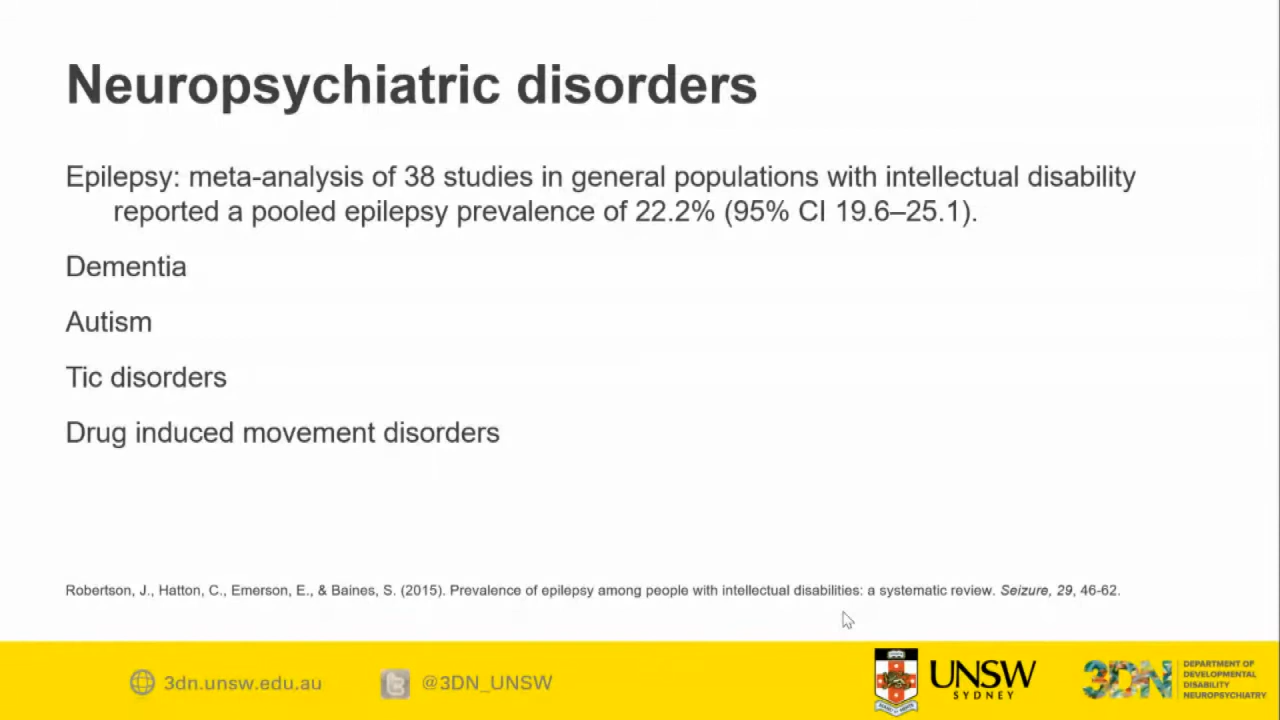 Neuropsychiatric disorders
Epilepsy: meta-analysis of 38 studies in general populations with intellectual disability
reported a pooled epilepsy prevalence of 22.2% (95% CI 19.6–25.1).
Dementia
Autism
Tic disorders
Drug induced movement disorders
Robertson, J., Hatton, C., Emerson, E., & Baines, S. (2015). Prevalence of epilepsy among people with intellectual disabilities: a systematic review. Seizure, 29, 46-62.
3dn.unsw.edu.au
@3DN_UNSW
UNSW
SYDNEY
3DN
DEPARTMENT OF
DEVELOPMENTAL
DISABILITY
NEUROPSYCHIATRY